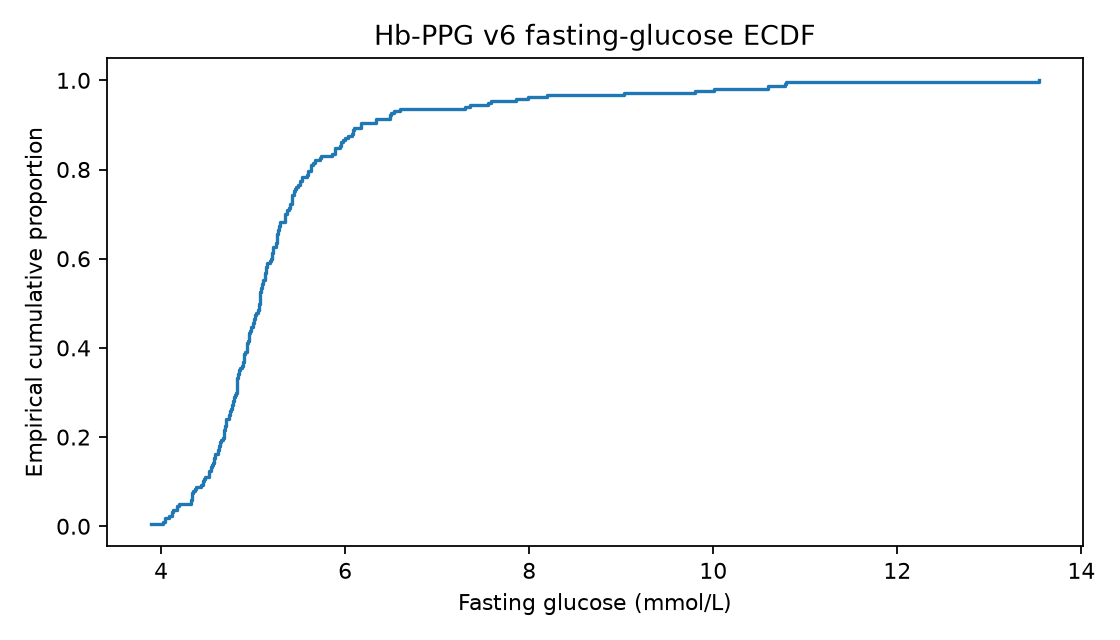 Hb-PPG v6 fasting-glucose ECDF
Empirical cumulative proportion
1.0
0.8
0.6
0.4
0.2
0.0
4 6 8 10 12 14
Fasting glucose (mmol/L)